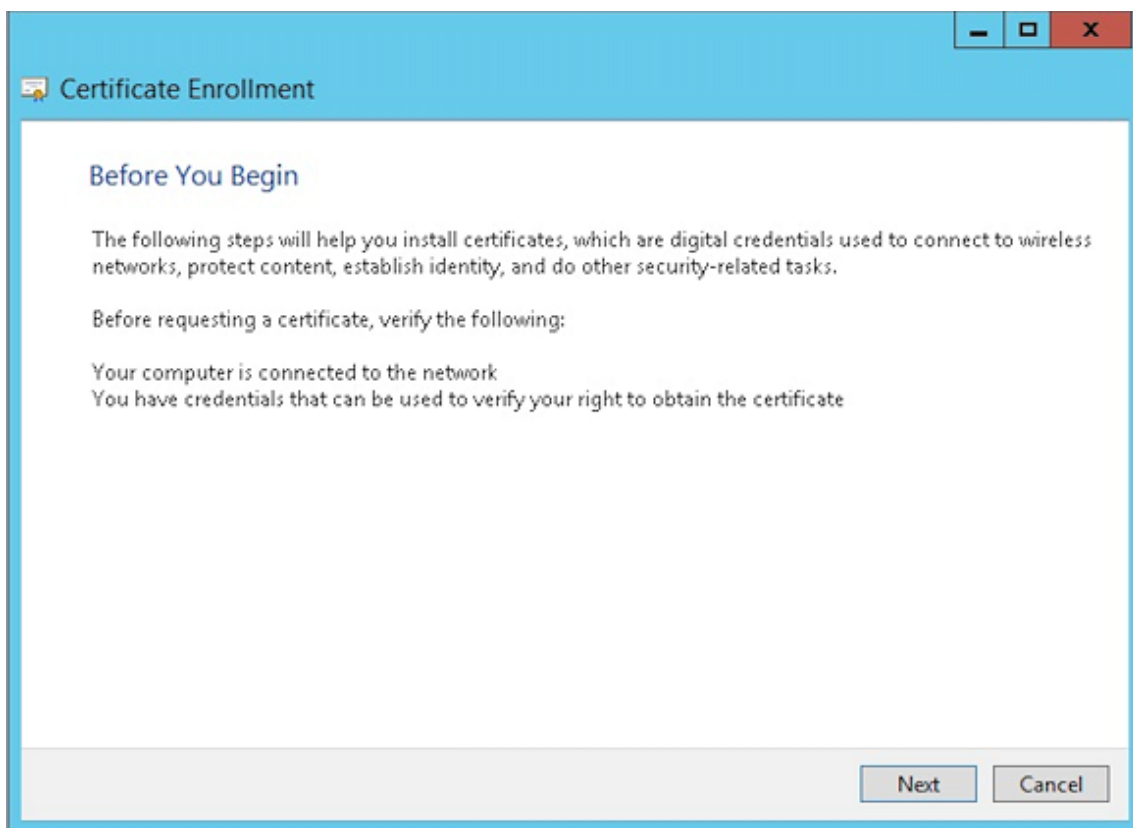 Certificate Enrollment
Before You Begin
The following steps will help you install certificates, which are digital credentials used to connect to wireless
networks, protect content, establish identity, and do other security-related tasks.
Before requesting a certificate, verify the following:
Your computer is connected to the network
You have credentials that can be used to verify your right to obtain the certificate
Next Cancel